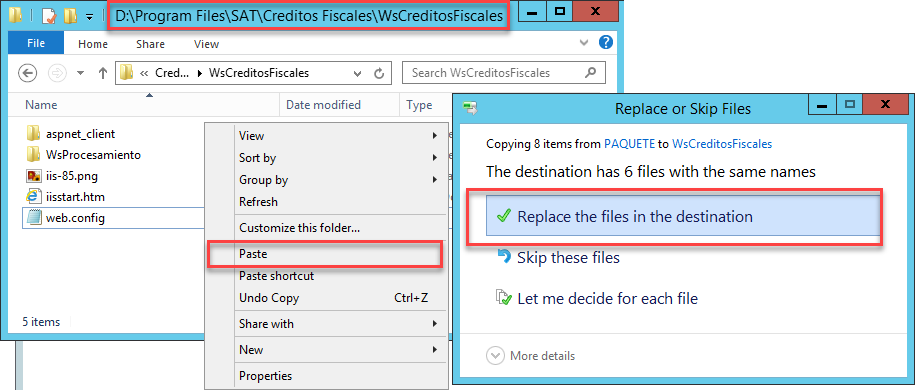 D:\Program Files\SAT\Creditos Fiscales\WsCreditosFiscales
File Home Share View
Cred... WsCreditosFiscales
Search WsCreditosFiscales
Name Date modified Type
aspnet_client
WsProcesamiento
iis-85.png
iisstart.htm
web.config
5 items
View
Sort by
Group by
Refresh
Customize this folder...
Paste
Paste shortcut
Undo Copy Ctrl+Z
Share with
New
Properties
Replace or Skip Files
Copying 8 items from PAQUETE to WsCreditosFiscales
The destination has 6 files with the same names
Replace the files in the destination
Skip these files
Let me decide for each file
More details